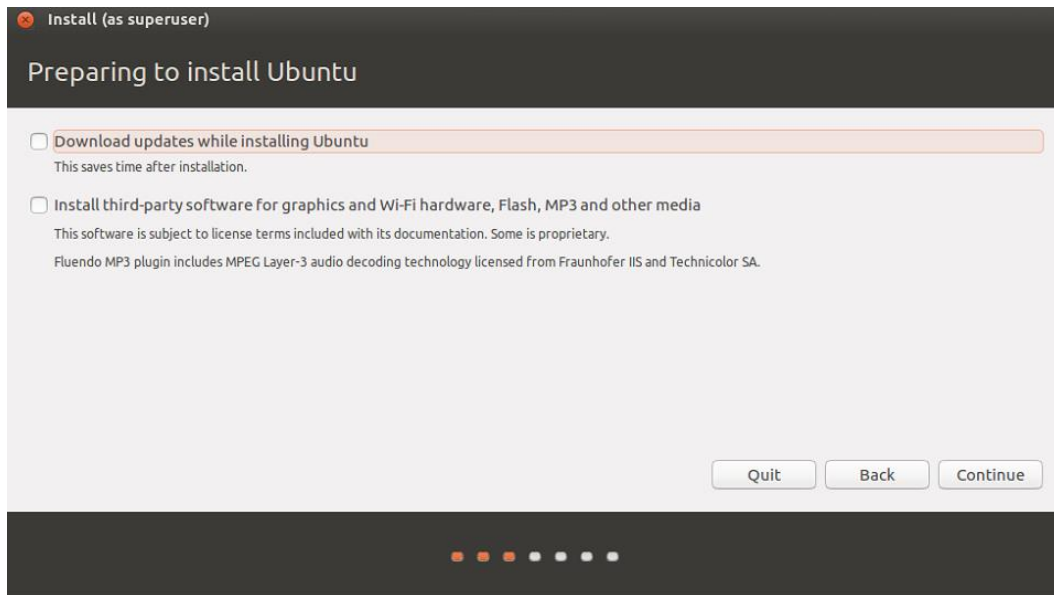 Install (as superuser)
Preparing to install Ubuntu
Download updates while installing Ubuntu
This saves time after installation.
Install third-party software for graphics and Wi-Fi hardware, Flash, MP3 and other media
This software is subject to license terms included with its documentation. Some is proprietary.
Fluendo MP3 plugin includes MPEG Layer-3 audio decoding technology licensed from Fraunhofer IIS and Technicolor SA.
Quit Back Continue